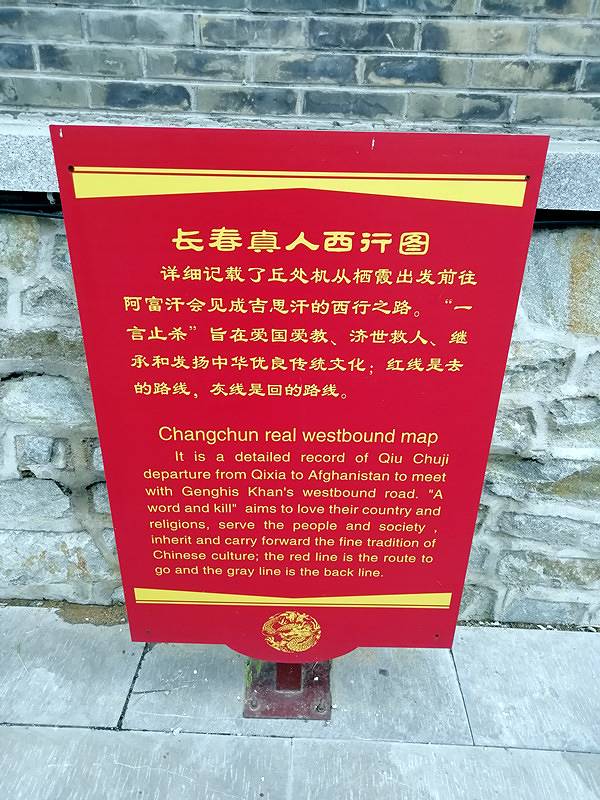 长春真人西行图
详细记载了丘处机从栖霞出发前往
阿富汗会见成吉思汗的西行之路。“一
言止杀”旨在爱国爱教、济世救人、继
承和发扬中华优良传统文化；红线是去
的路线，灰线是回的路线。
Changchun real westbound map
It is a detailed record of Qiu Chuji
departure from Qixia to Afghanistan to meet
with Genghis Khan's westbound road. "A
word and kill" aims to love their country and
religions, serve the people and society ,
inherit and carry forward the fine tradition of
Chinese culture; the red line is the route to
go and the gray line is the back line.